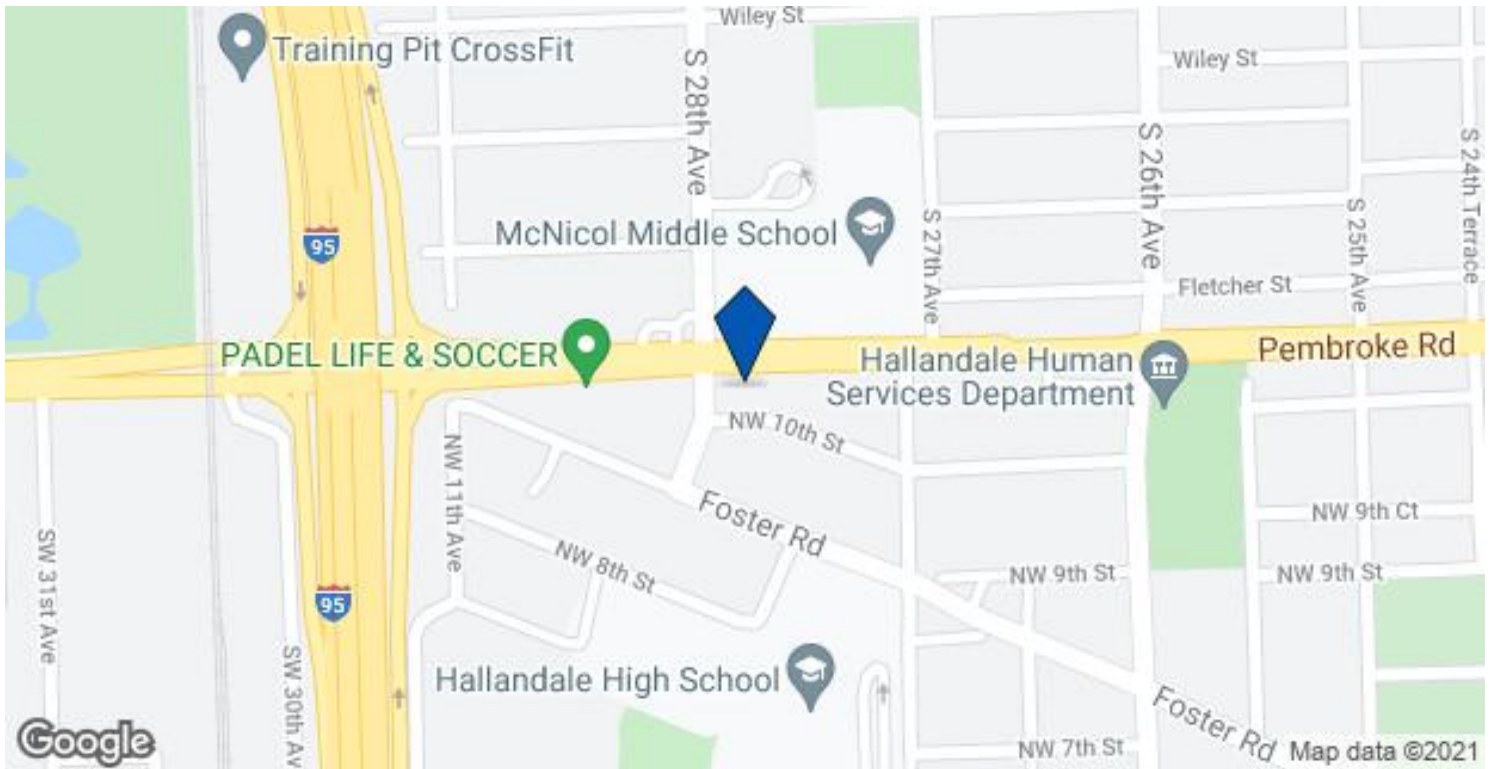 Wiley St
Training Pit CrossFit
S 28th Ave
Wiley St
S 26th Ave
S 24th Terrace
McNicol Middle School
S 27th Ave
S 25th Ave
95
Fletcher St
PADEL LIFE & SOCCER
Hallandale Human
Services Department
Pembroke Rd
NW 10th St
NW 11th Ave
Foster Rd
NW 9th Ct
SW 31st Ave
NW 8th St
NW 9th St
NW 9th St
95
SW 30th Av
Hallandale High School
Foster Rd
NW 7th St
Google
Map data ©2021